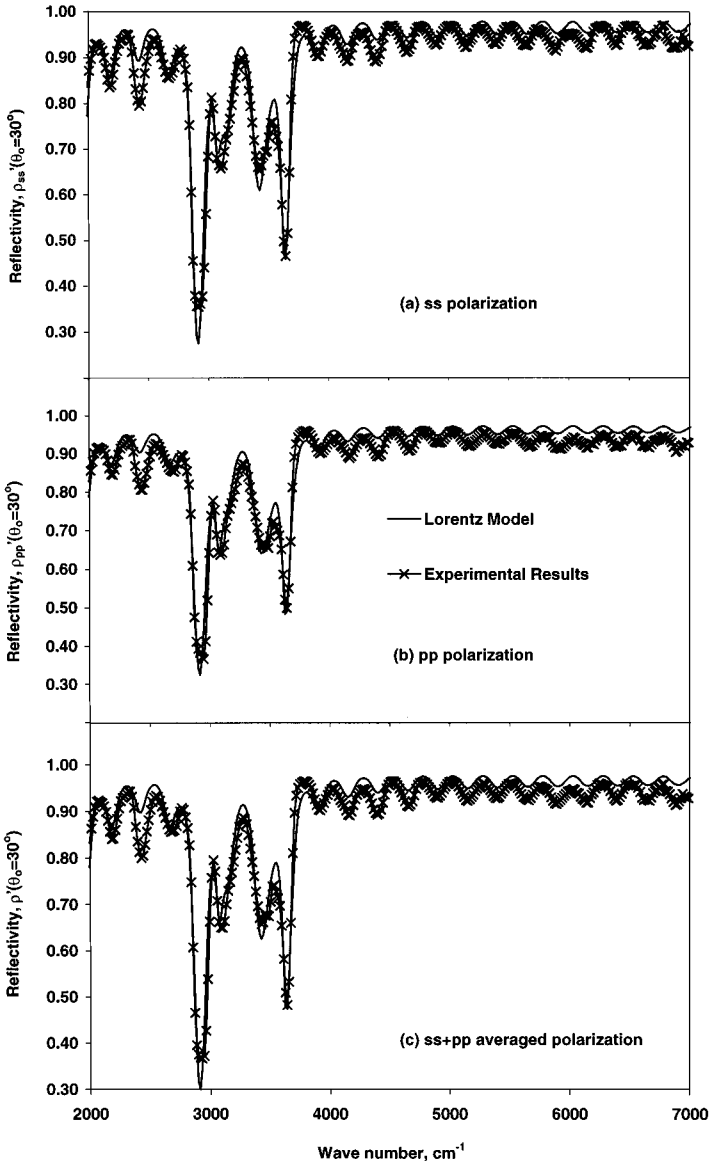 1.00
0.90
0.80
0.70
0.60
0.50
0.40
0.30
Reflectivity, ρss'(θo=30°)
(a) ss polarization
1.00
0.90
0.80
0.70
0.60
0.50
0.40
0.30
Reflectivity, ρpp'(θo=30°)
Lorentz Model
Experimental Results
(b) pp polarization
1.00
0.90
0.80
0.70
0.60
0.50
0.40
0.30
Reflectivity, ρ'(θo=30°)
(c) ss+pp averaged polarization
2000 3000 4000 5000 6000 7000
Wave number, cm⁻¹